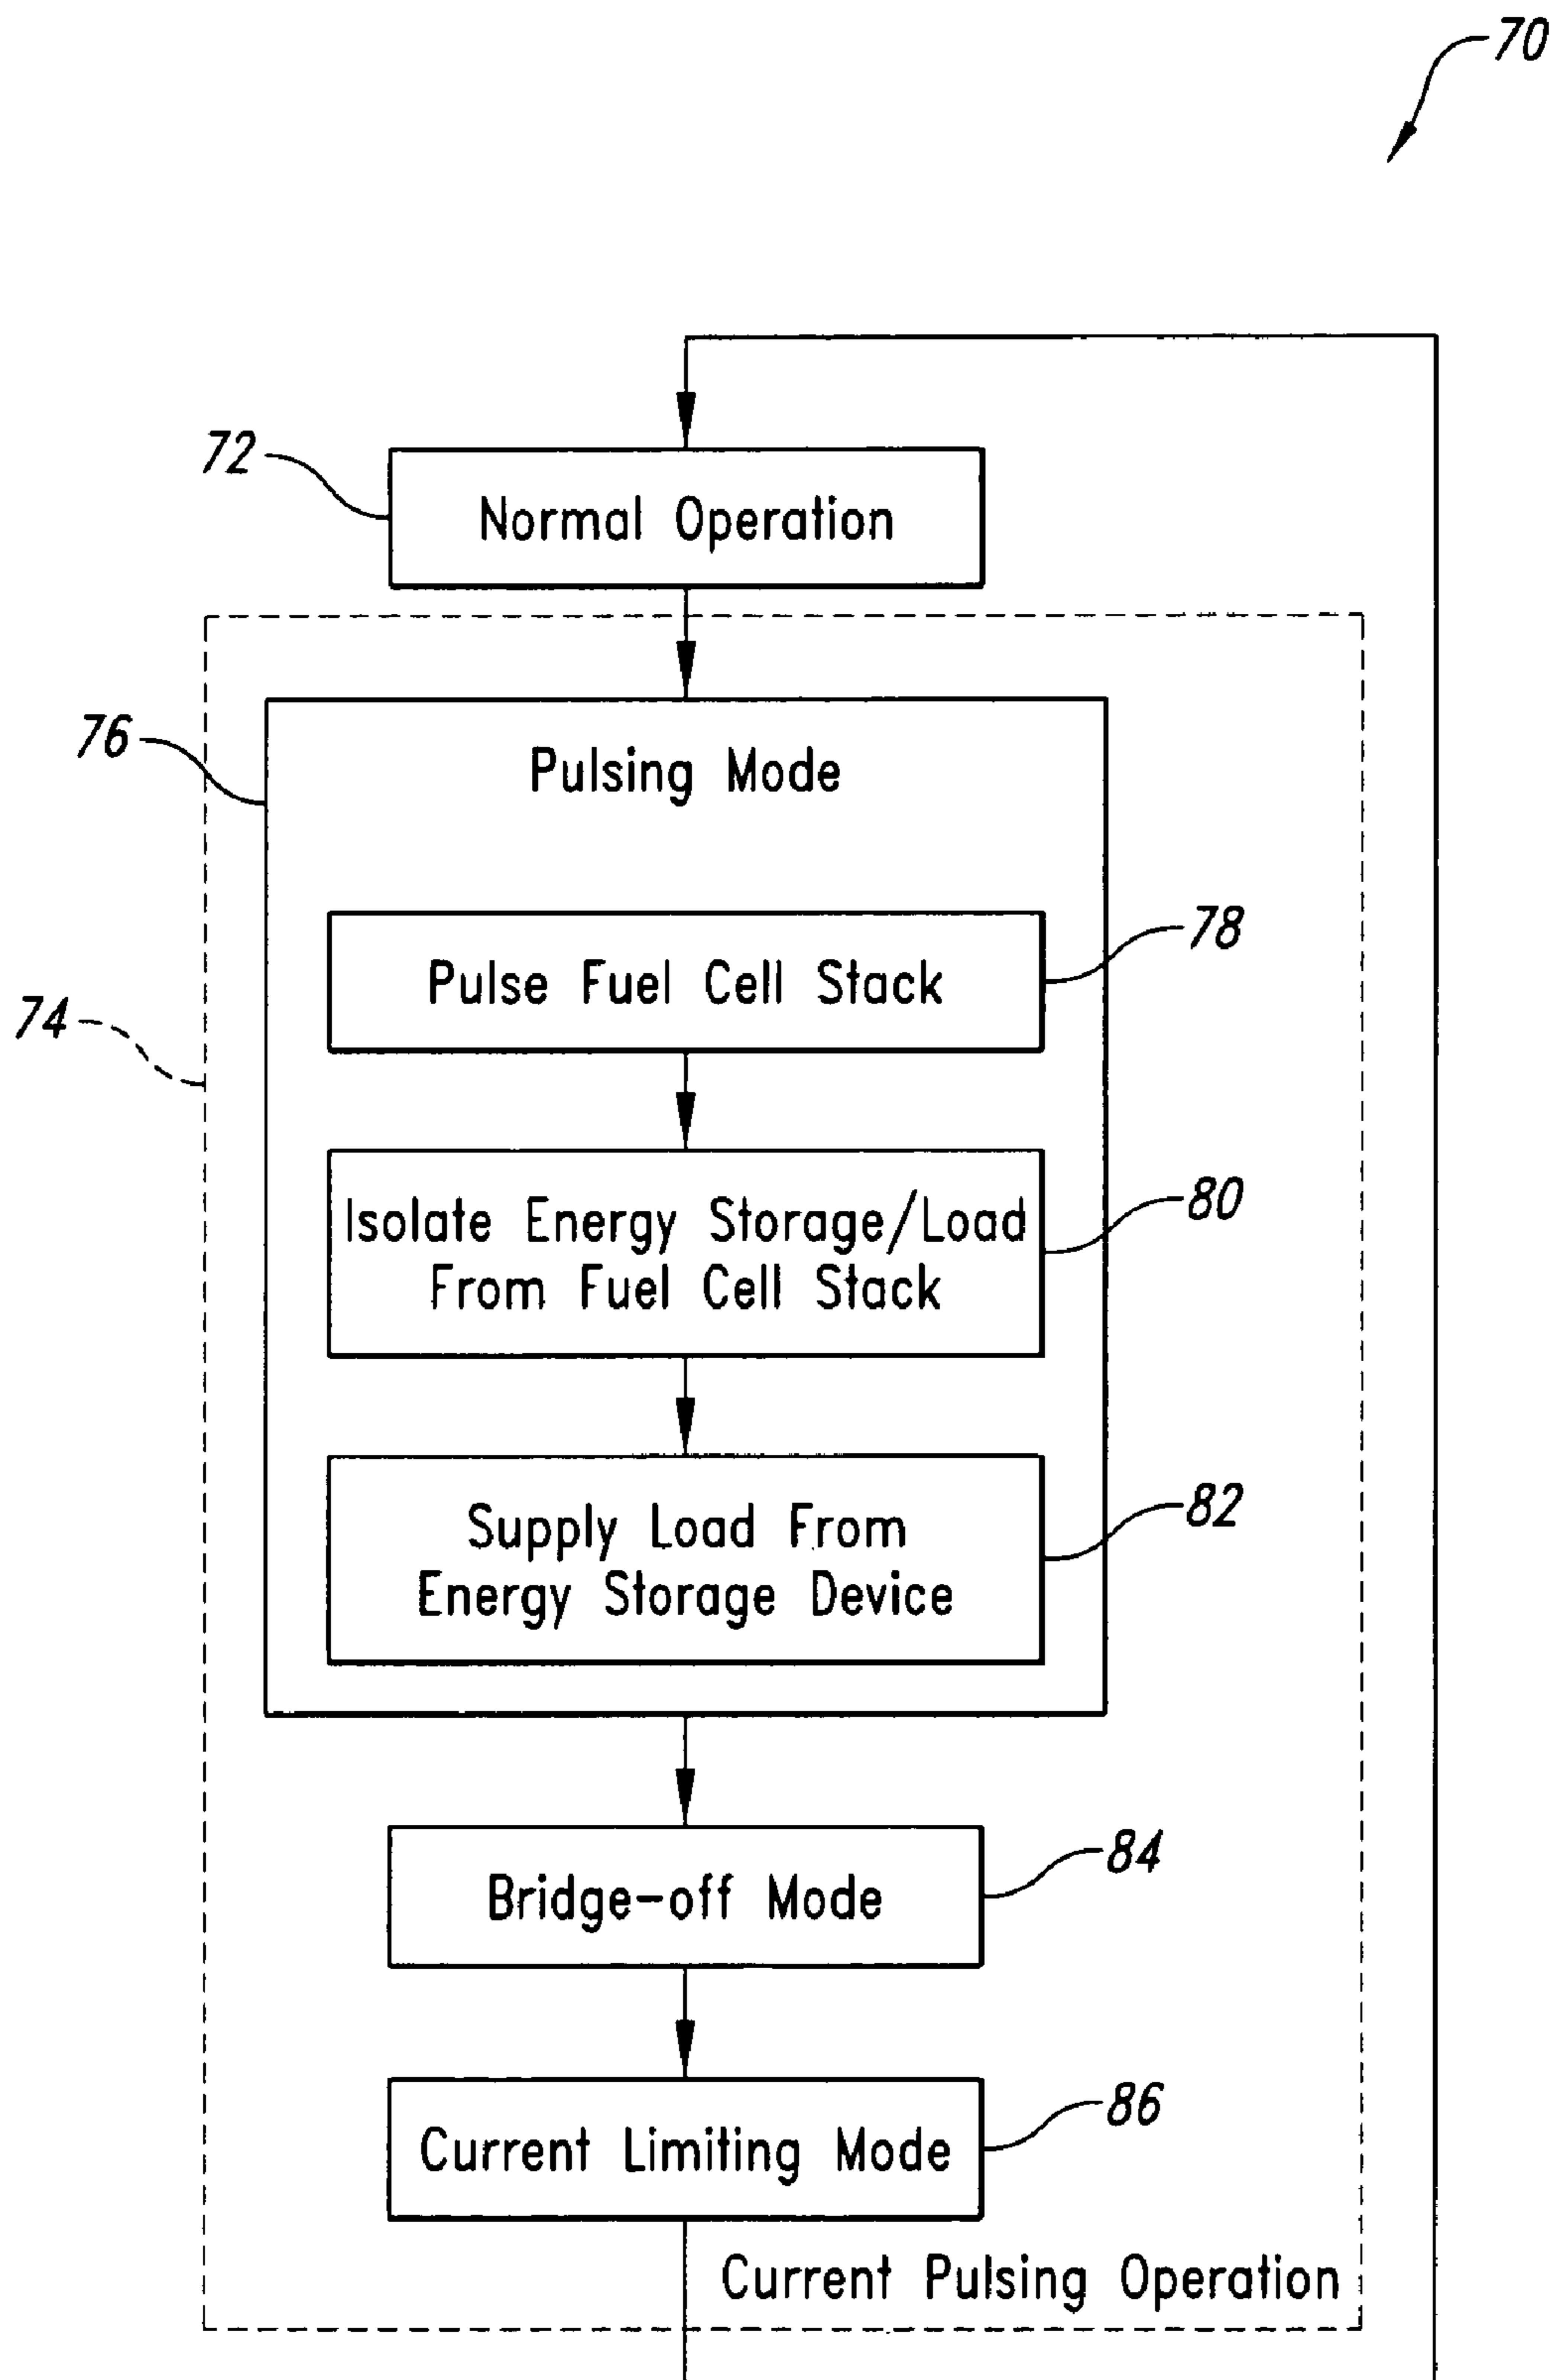 70
72
Normal Operation
76
Pulsing Mode
78
Pulse Fuel Cell Stack
74
80
Isolate Energy Storage/Load
From Fuel Cell Stack
82
Supply Load From
Energy Storage Device
84
Bridge-off Mode
86
Current Limiting Mode
Current Pulsing Operation